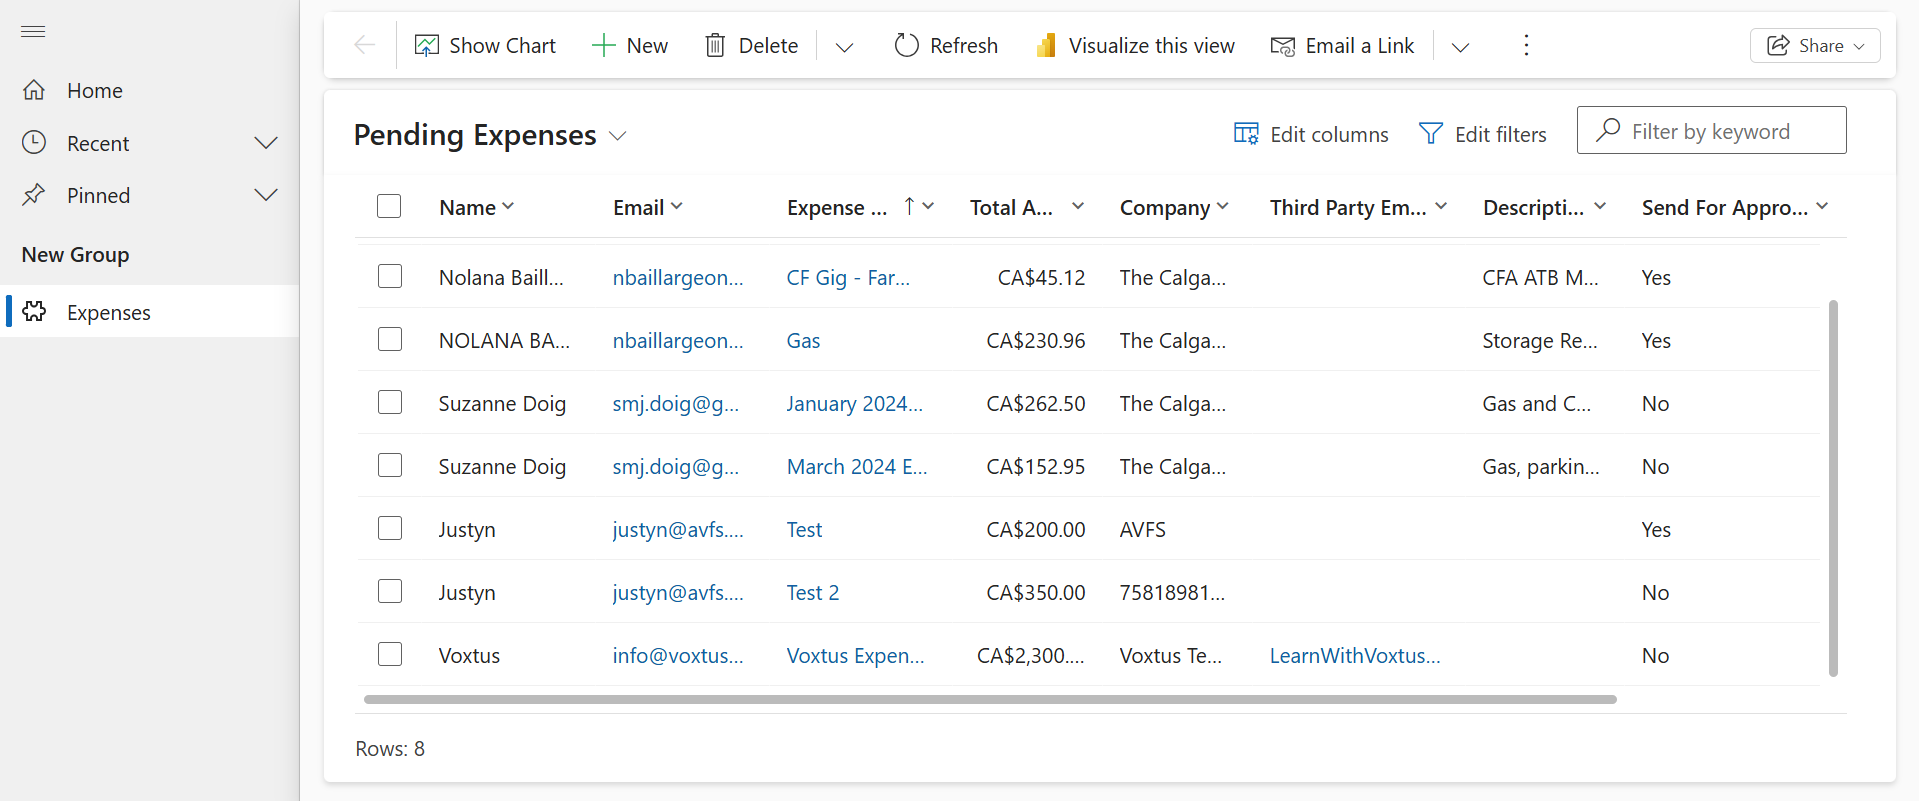 Show Chart New Delete Refresh Visualize this view Email a Link Share
Home
Recent
Pinned
New Group
Expenses
Pending Expenses Edit columns Edit filters Filter by keyword
Name Email Expense ... Total A... Company Third Party Em... Descripti... Send For Appro...
Nolana Baill... nbaillargeon... CF Gig - Far... CA$45.12 The Calga... CFA ATB M... Yes
NOLANA BA... nbaillargeon... Gas CA$230.96 The Calga... Storage Re... Yes
Suzanne Doig smj.doig@g... January 2024... CA$262.50 The Calga... Gas and C... No
Suzanne Doig smj.doig@g... March 2024 E... CA$152.95 The Calga... Gas, parkin... No
Justyn justyn@avfs.... Test CA$200.00 AVFS Yes
Justyn justyn@avfs.... Test 2 CA$350.00 75818981... No
Voxtus info@voxtus... Voxtus Expen... CA$2,300.... Voxtus Te... LearnWithVoxtus... No
Rows: 8